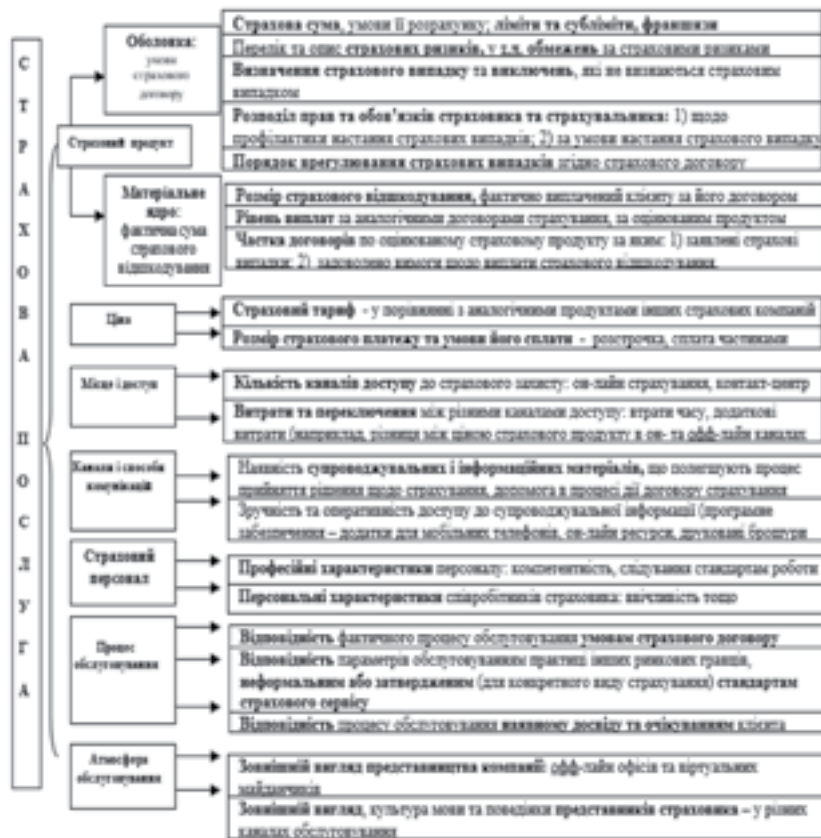 СТРАХОВА ПОСЛУГА
Страховий продукт
Оболонка:
умови
страхового
договору
Страхова сума, умови її розрахунку; ліміти та субліміти, франшизи
Перелік та опис страхових ризиків, у т.ч. обмежень за страховими ризиками
Визначення страхового випадку та виключень, які не визнаються страховим
випадком
Розподіл прав та обов’язків страховика та страхувальника: 1) щодо
профілактики настання страхових випадків; 2) за умови настання страхового випадку
Порядок врегулювання страхових випадків згідно страхового договору
Матеріальне
ядро:
фактична сума
страхового
відшкодування
Розмір страхового відшкодування, фактично виплачений клієнту за його договором
Рівень виплат за аналогічними договорами страхування, за оцінюваним продуктом
Частка договорів по оцінюваному страховому продукту за яким: 1) заявлені страхові
випадки; 2) задоволено вимоги щодо виплати страхового відшкодування
Ціна
Страховий тариф - у порівнянні з аналогічними продуктами інших страхових компаній
Розмір страхового платежу та умови його сплати - розстрочка, сплата частинами
Місце і доступ
Кількість каналів доступу до страхового захисту: он-лайн страхування, контакт-центр
Витрати та переключення між різними каналами доступу: втрати часу, додаткові
витрати (наприклад, різниця між ціною страхового продукту в он- та офф-лайн каналах
Канали і способи
комунікацій
Наявність супроводжувальних і інформаційних матеріалів, що полегшують процес
прийняття рішення щодо страхування, допомога в процесі дії договору страхування
Зручність та оперативність доступу до супроводжувальної інформації (програмне
забезпечення – додатки для мобільних телефонів, он-лайн ресурси, друковані брошури
Страховий
персонал
Професійні характеристики персоналу: компетентність, слідування стандартам роботи
Персональні характеристики співробітників страховика: ввічливість тощо
Процес
обслуговування
Відповідність фактичного процесу обслуговування умовам страхового договору
Відповідність параметрів обслуговування практиці інших ринкових гравців,
неформальним або затвердженим (для конкретного виду страхування) стандартам
страхового сервісу
Відповідність процесу обслуговування наявному досвіду та очікуванням клієнта
Атмосфера
обслуговування
Зовнішній вигляд представництва компанії: офф-лайн офісів та віртуальних
майданчиків
Зовнішній вигляд, культура мови та поведінки представників страховика – у різних
каналах обслуговування